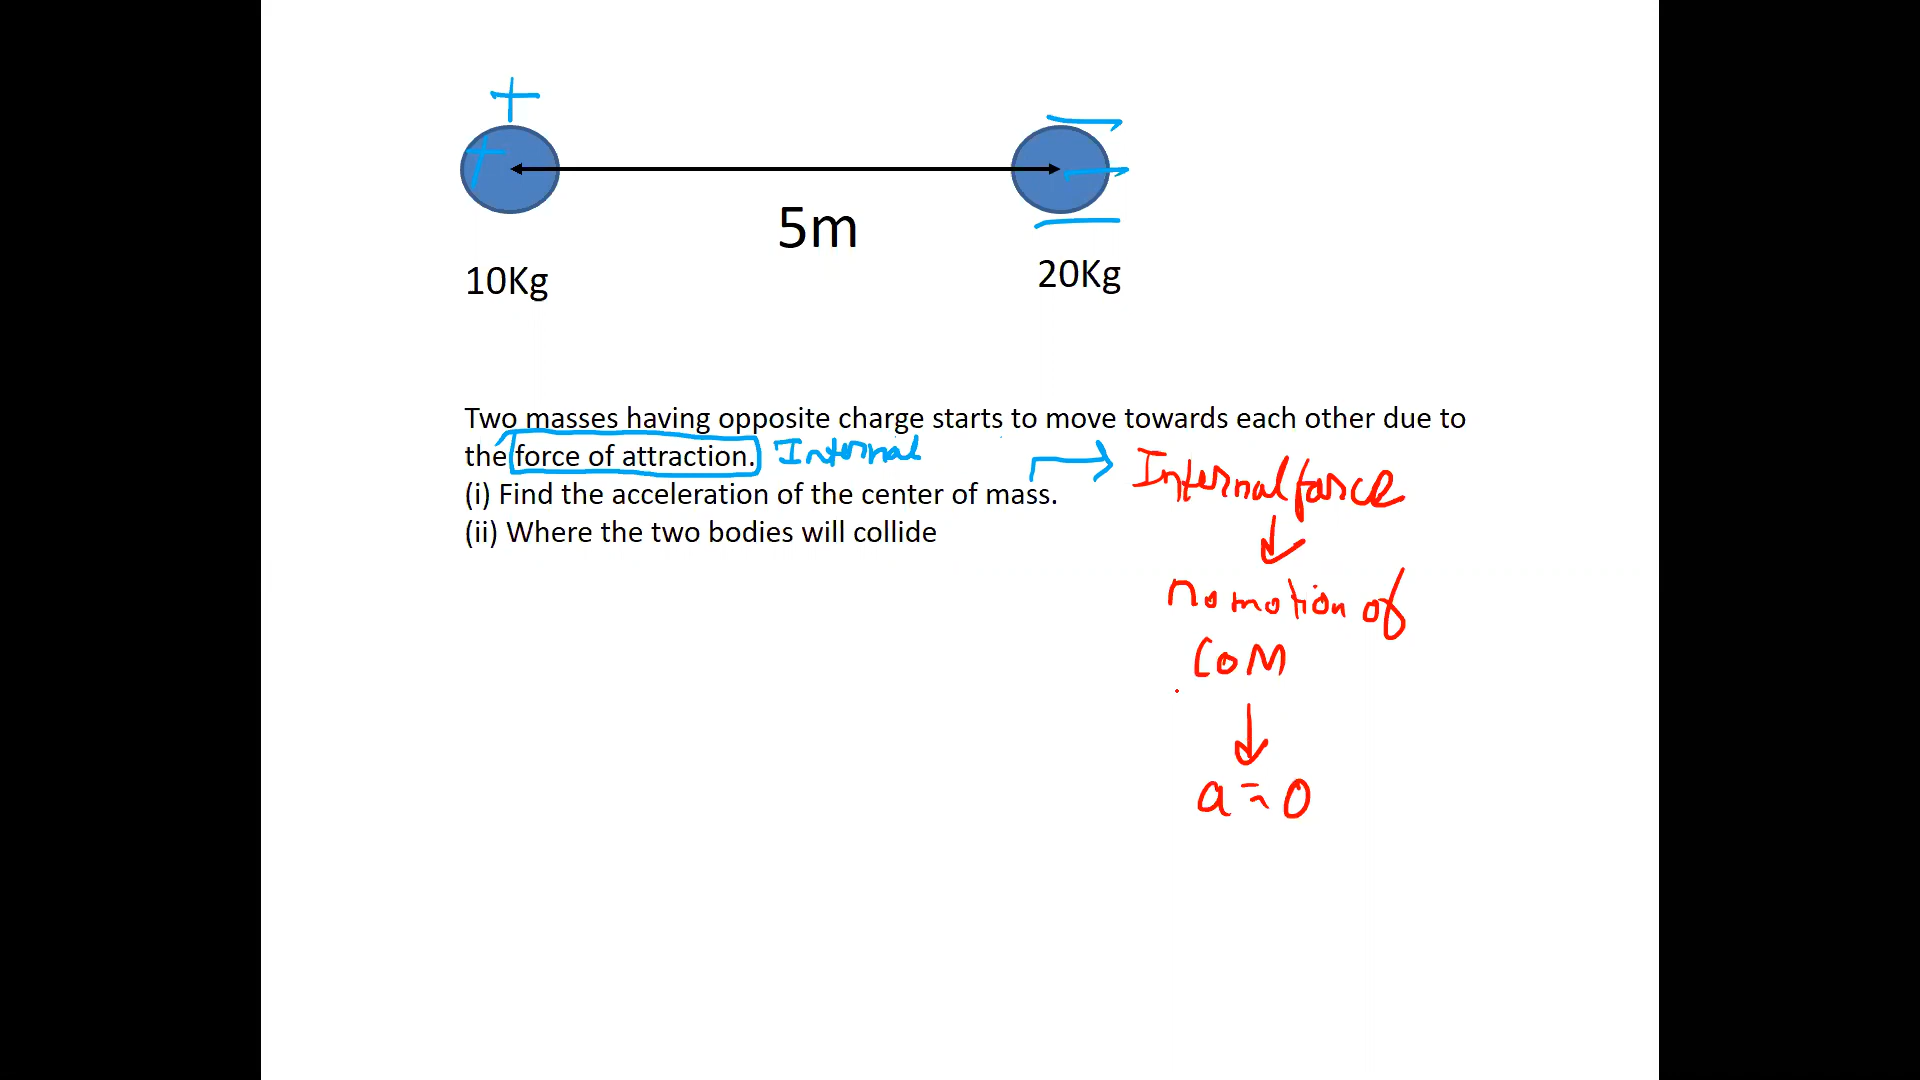 +
+
5m
10Kg
20Kg
Two masses having opposite charge starts to move towards each other due to
the force of attraction. Internal
(i) Find the acceleration of the center of mass.
(ii) Where the two bodies will collide
Internal force
no motion of
COM
a = 0